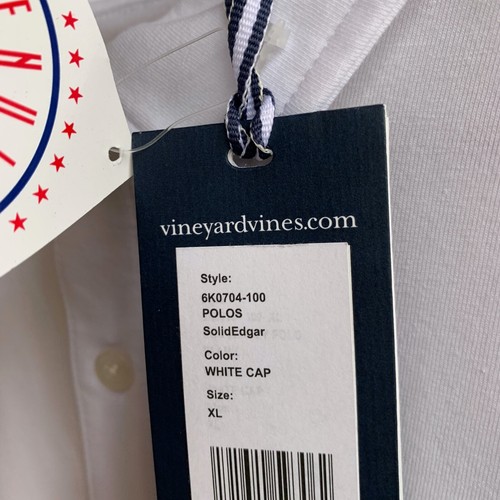 vineyardvines.com
Style:
6K0704-100
POLOS
SolidEdgar
Color:
WHITE CAP
Size:
XL